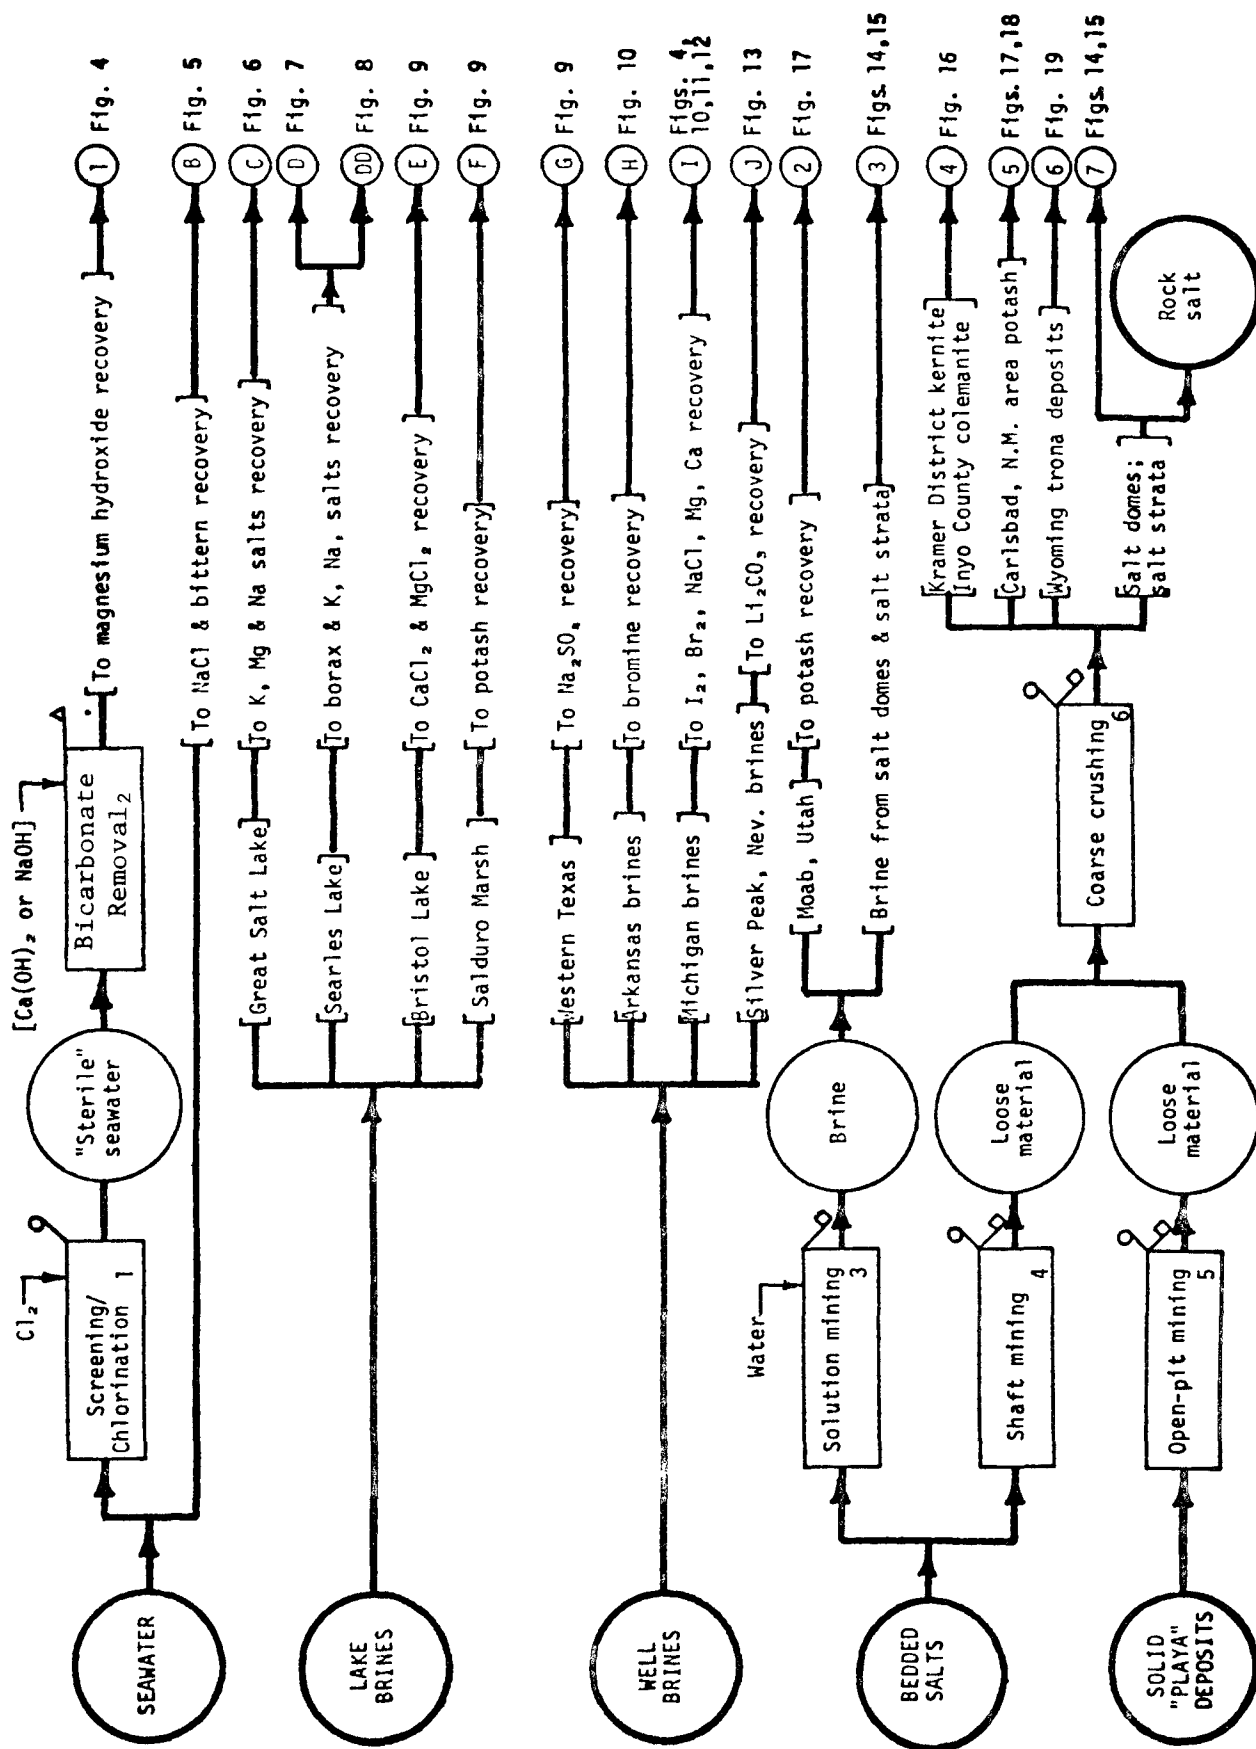 SEAWATER
Cl₂
Screening/
Chlorination 1
"Sterile"
seawater
[Ca(OH)₂ or NaOH]
Bicarbonate
Removal 2
[To magnesium hydroxide recovery]
1 Fig. 4
[To NaCl & bittern recovery]
B Fig. 5
LAKE
BRINES
[Great Salt Lake]
[To K, Mg & Na salts recovery]
C Fig. 6
[Searles Lake]
[To borax & K, Na, salts recovery]
D Fig. 7
DD Fig. 8
[Bristol Lake]
[To CaCl₂ & MgCl₂ recovery]
E Fig. 9
[Salduro Marsh]
[To potash recovery]
F Fig. 9
WELL
BRINES
[Western Texas]
[To Na₂SO₄ recovery]
G Fig. 9
[Arkansas brines]
[To bromine recovery]
H Fig. 10
[Michigan brines]
[To I₂, Br₂, NaCl, Mg, Ca recovery]
I Figs. 4,
10,11,12
[Silver Peak, Nev. brines]
[To Li₂CO₃ recovery]
J Fig. 13
BEDDED
SALTS
Water
Solution mining
3
Brine
[Moab, Utah]
[To potash recovery]
2 Fig. 17
[Brine from salt domes & salt strata]
3 Figs. 14,15
Shaft mining
4
Loose
material
SOLID
"PLAYA"
DEPOSITS
Open-pit mining
5
Loose
material
Coarse crushing
6
[Kramer District kernite
Inyo County colemanite]
4 Fig. 16
[Carlsbad, N.M. area potash]
5 Figs. 17,18
[Wyoming trona deposits]
6 Fig. 19
[Salt domes;
salt strata]
7 Figs. 14,15
Rock
salt